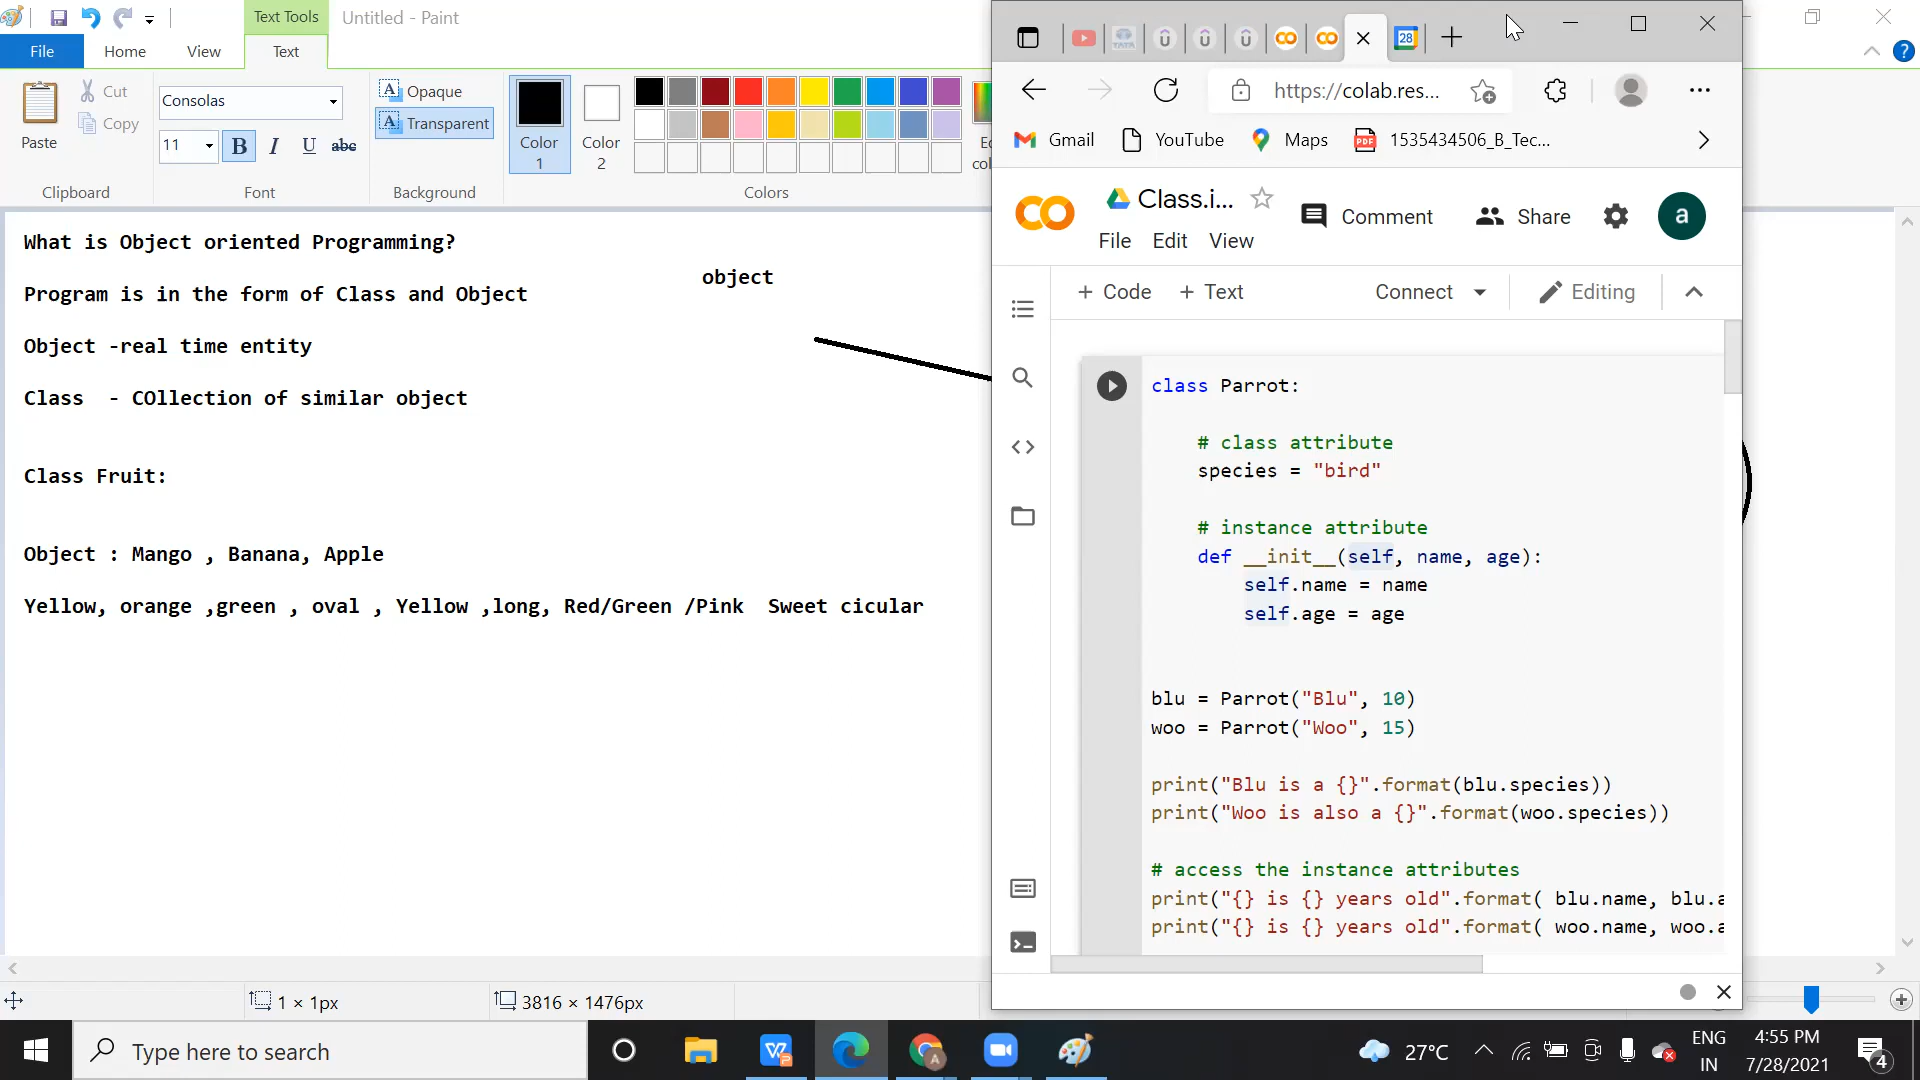 Text Tools
Untitled - Paint
File
Home
View
Text
Paste
Cut
Copy
Clipboard
Consolas
11
B
I
U
abc
Font
Opaque
Transparent
Background
Color
1
Color
2
Colors
What is Object oriented Programming?
Program is in the form of Class and Object
object
Object -real time entity
Class - COllection of similar object
Class Fruit:
Object : Mango , Banana, Apple
Yellow, orange ,green , oval , Yellow ,long, Red/Green /Pink Sweet cicular
1 × 1px
3816 × 1476px
28
https://colab.res...
Gmail
YouTube
Maps
PDF
1535434506_B_Tec...
Class.i...
Comment
Share
a
File
Edit
View
+ Code
+ Text
Connect
Editing
class Parrot:
# class attribute
species = "bird"
# instance attribute
def __init__(self, name, age):
self.name = name
self.age = age
blu = Parrot("Blu", 10)
woo = Parrot("Woo", 15)
print("Blu is a {}".format(blu.species))
print("Woo is also a {}".format(woo.species))
# access the instance attributes
print("{} is {} years old".format( blu.name, blu.a
print("{} is {} years old".format( woo.name, woo.a
Type here to search
27°C
ENG
IN
4:55 PM
7/28/2021
4